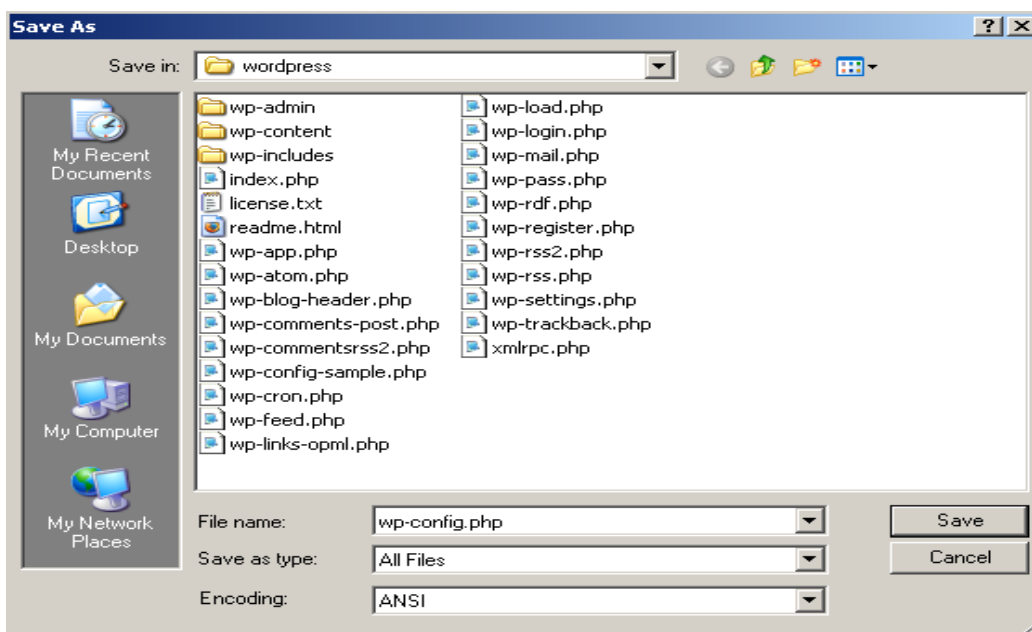 Save As
Save in: wordpress
My Recent
Documents
Desktop
My Documents
My Computer
My Network
Places
wp-admin
wp-content
wp-includes
index.php
license.txt
readme.html
wp-app.php
wp-atom.php
wp-blog-header.php
wp-comments-post.php
wp-commentsrss2.php
wp-config-sample.php
wp-cron.php
wp-feed.php
wp-links-opml.php
wp-load.php
wp-login.php
wp-mail.php
wp-pass.php
wp-rdf.php
wp-register.php
wp-rss2.php
wp-rss.php
wp-settings.php
wp-trackback.php
xmlrpc.php
File name: wp-config.php Save
Save as type: All Files Cancel
Encoding: ANSI